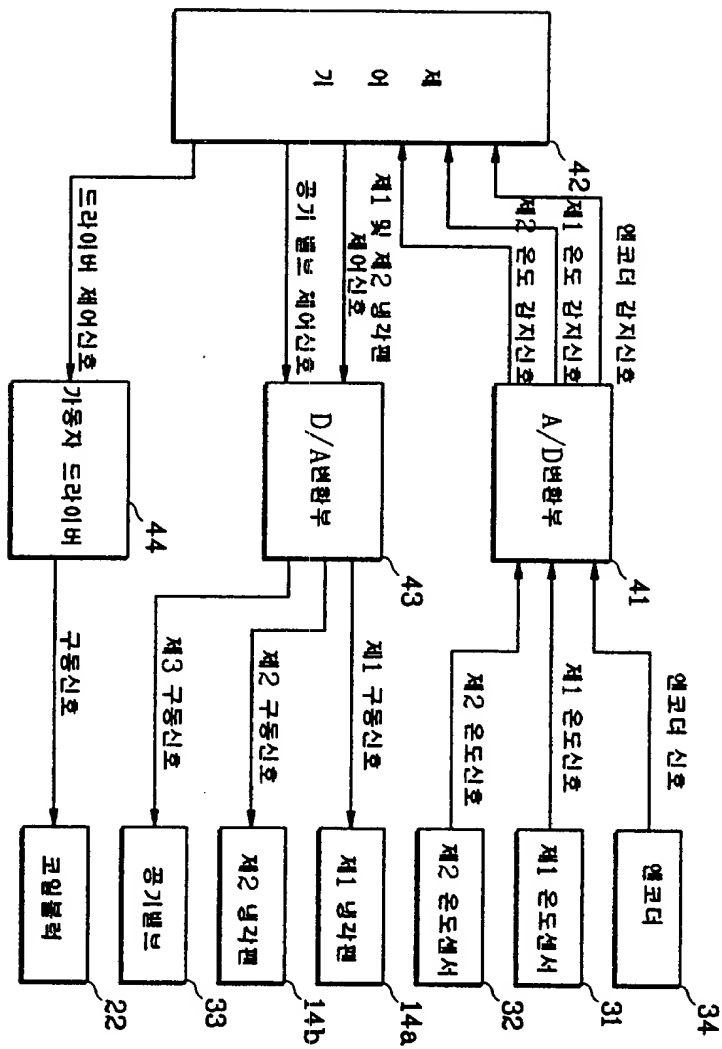 제 어 기
42
엔코더 감지신호
제1 온도 감지신호
제2 온도 감지신호
제1 및 제2 냉각팬
제어신호
공기 밸브 제어신호
드라이버 제어신호
A/D변환부
41
D/A변환부
43
가동자 드라이버
44
엔코더 신호
제1 온도신호
제2 온도신호
제1 구동신호
제2 구동신호
제3 구동신호
구동신호
엔코더
34
제1 온도센서
31
제2 온도센서
32
제1 냉각팬
14a
제2 냉각팬
14b
공기밸브
33
코일블럭
22